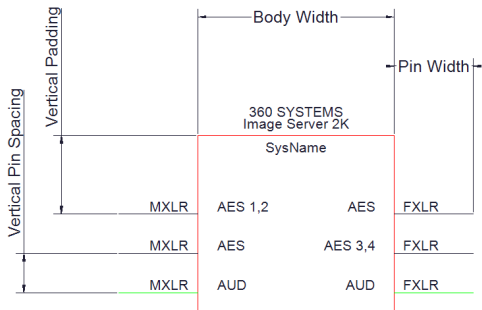 Body Width
Pin Width
Vertical Padding
Vertical Pin Spacing
360 SYSTEMS
Image Server 2K
SysName
MXLR AES 1,2 AES FXLR
MXLR AES AES 3,4 FXLR
MXLR AUD AUD FXLR